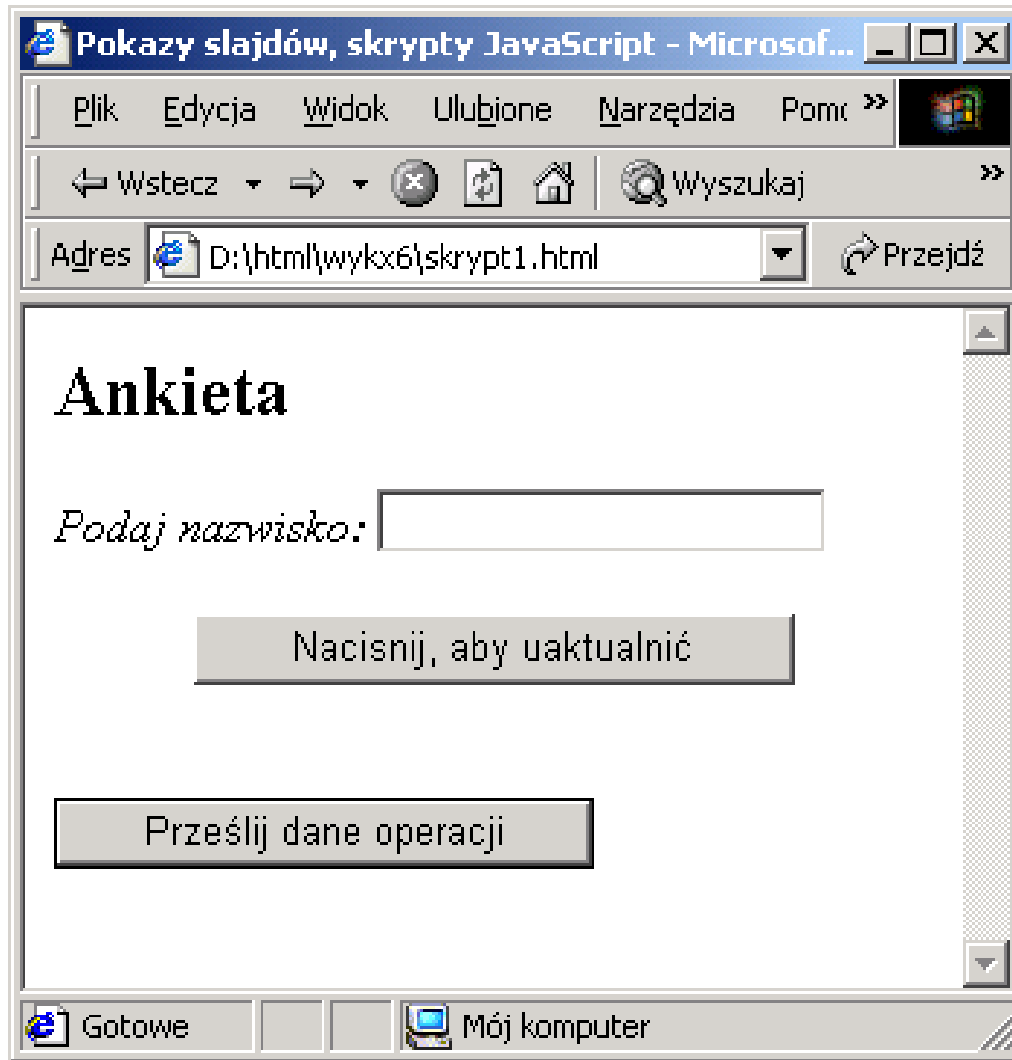 Pokazy slajdów, skrypty JavaScript - Microsof...
Plik Edycja Widok Ulubione Narzędzia Pomo »
Wstecz Wyszukaj »
Adres D:\html\wykx6\skrypt1.html Przejdź
Ankieta
Podaj nazwisko:
Nacisnij, aby uaktualnić
Prześlij dane operacji
Gotowe Mój komputer